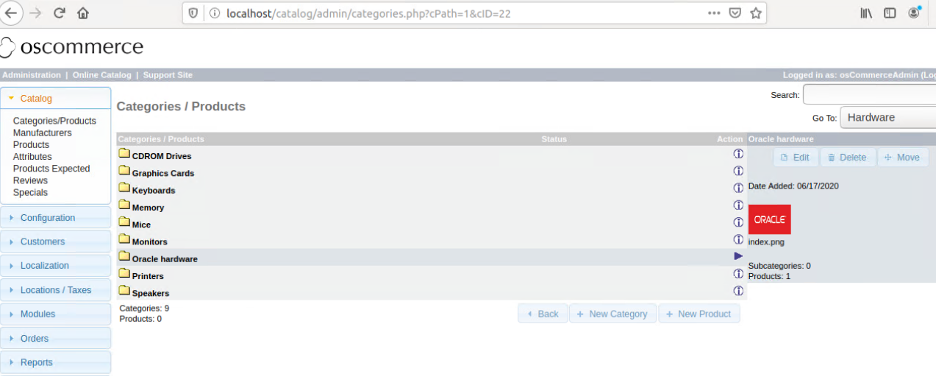 localhost/catalog/admin/categories.php?cPath=1&cID=22
oscommerce
Administration | Online Catalog | Support Site
Logged in as: osCommerceAdmin (Log
Catalog
Categories/Products
Manufacturers
Products
Attributes
Products Expected
Reviews
Specials
Configuration
Customers
Localization
Locations / Taxes
Modules
Orders
Reports
Categories / Products
Search:
Go To: Hardware
Categories / Products Status Action
CDROM Drives
Graphics Cards
Keyboards
Memory
Mice
Monitors
Oracle hardware
Printers
Speakers
Categories: 9
Products: 0
Back
New Category
New Product
Oracle hardware
Edit
Delete
Move
Date Added: 06/17/2020
ORACLE
index.png
Subcategories: 0
Products: 1